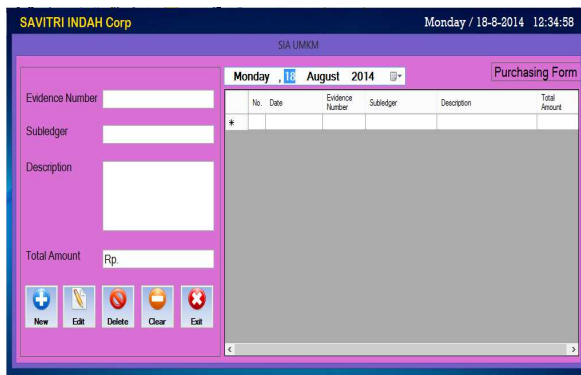 SAVITRI INDAH Corp
Monday / 18-8-2014 12:34:58
SIA UMKM
Monday , 18 August 2014
Purchasing Form
Evidence Number
Subledger
Description
Total Amount
Rp.
New Edit Delete Clear Exit
No. Date Evidence Number Subledger Description Total Amount
*